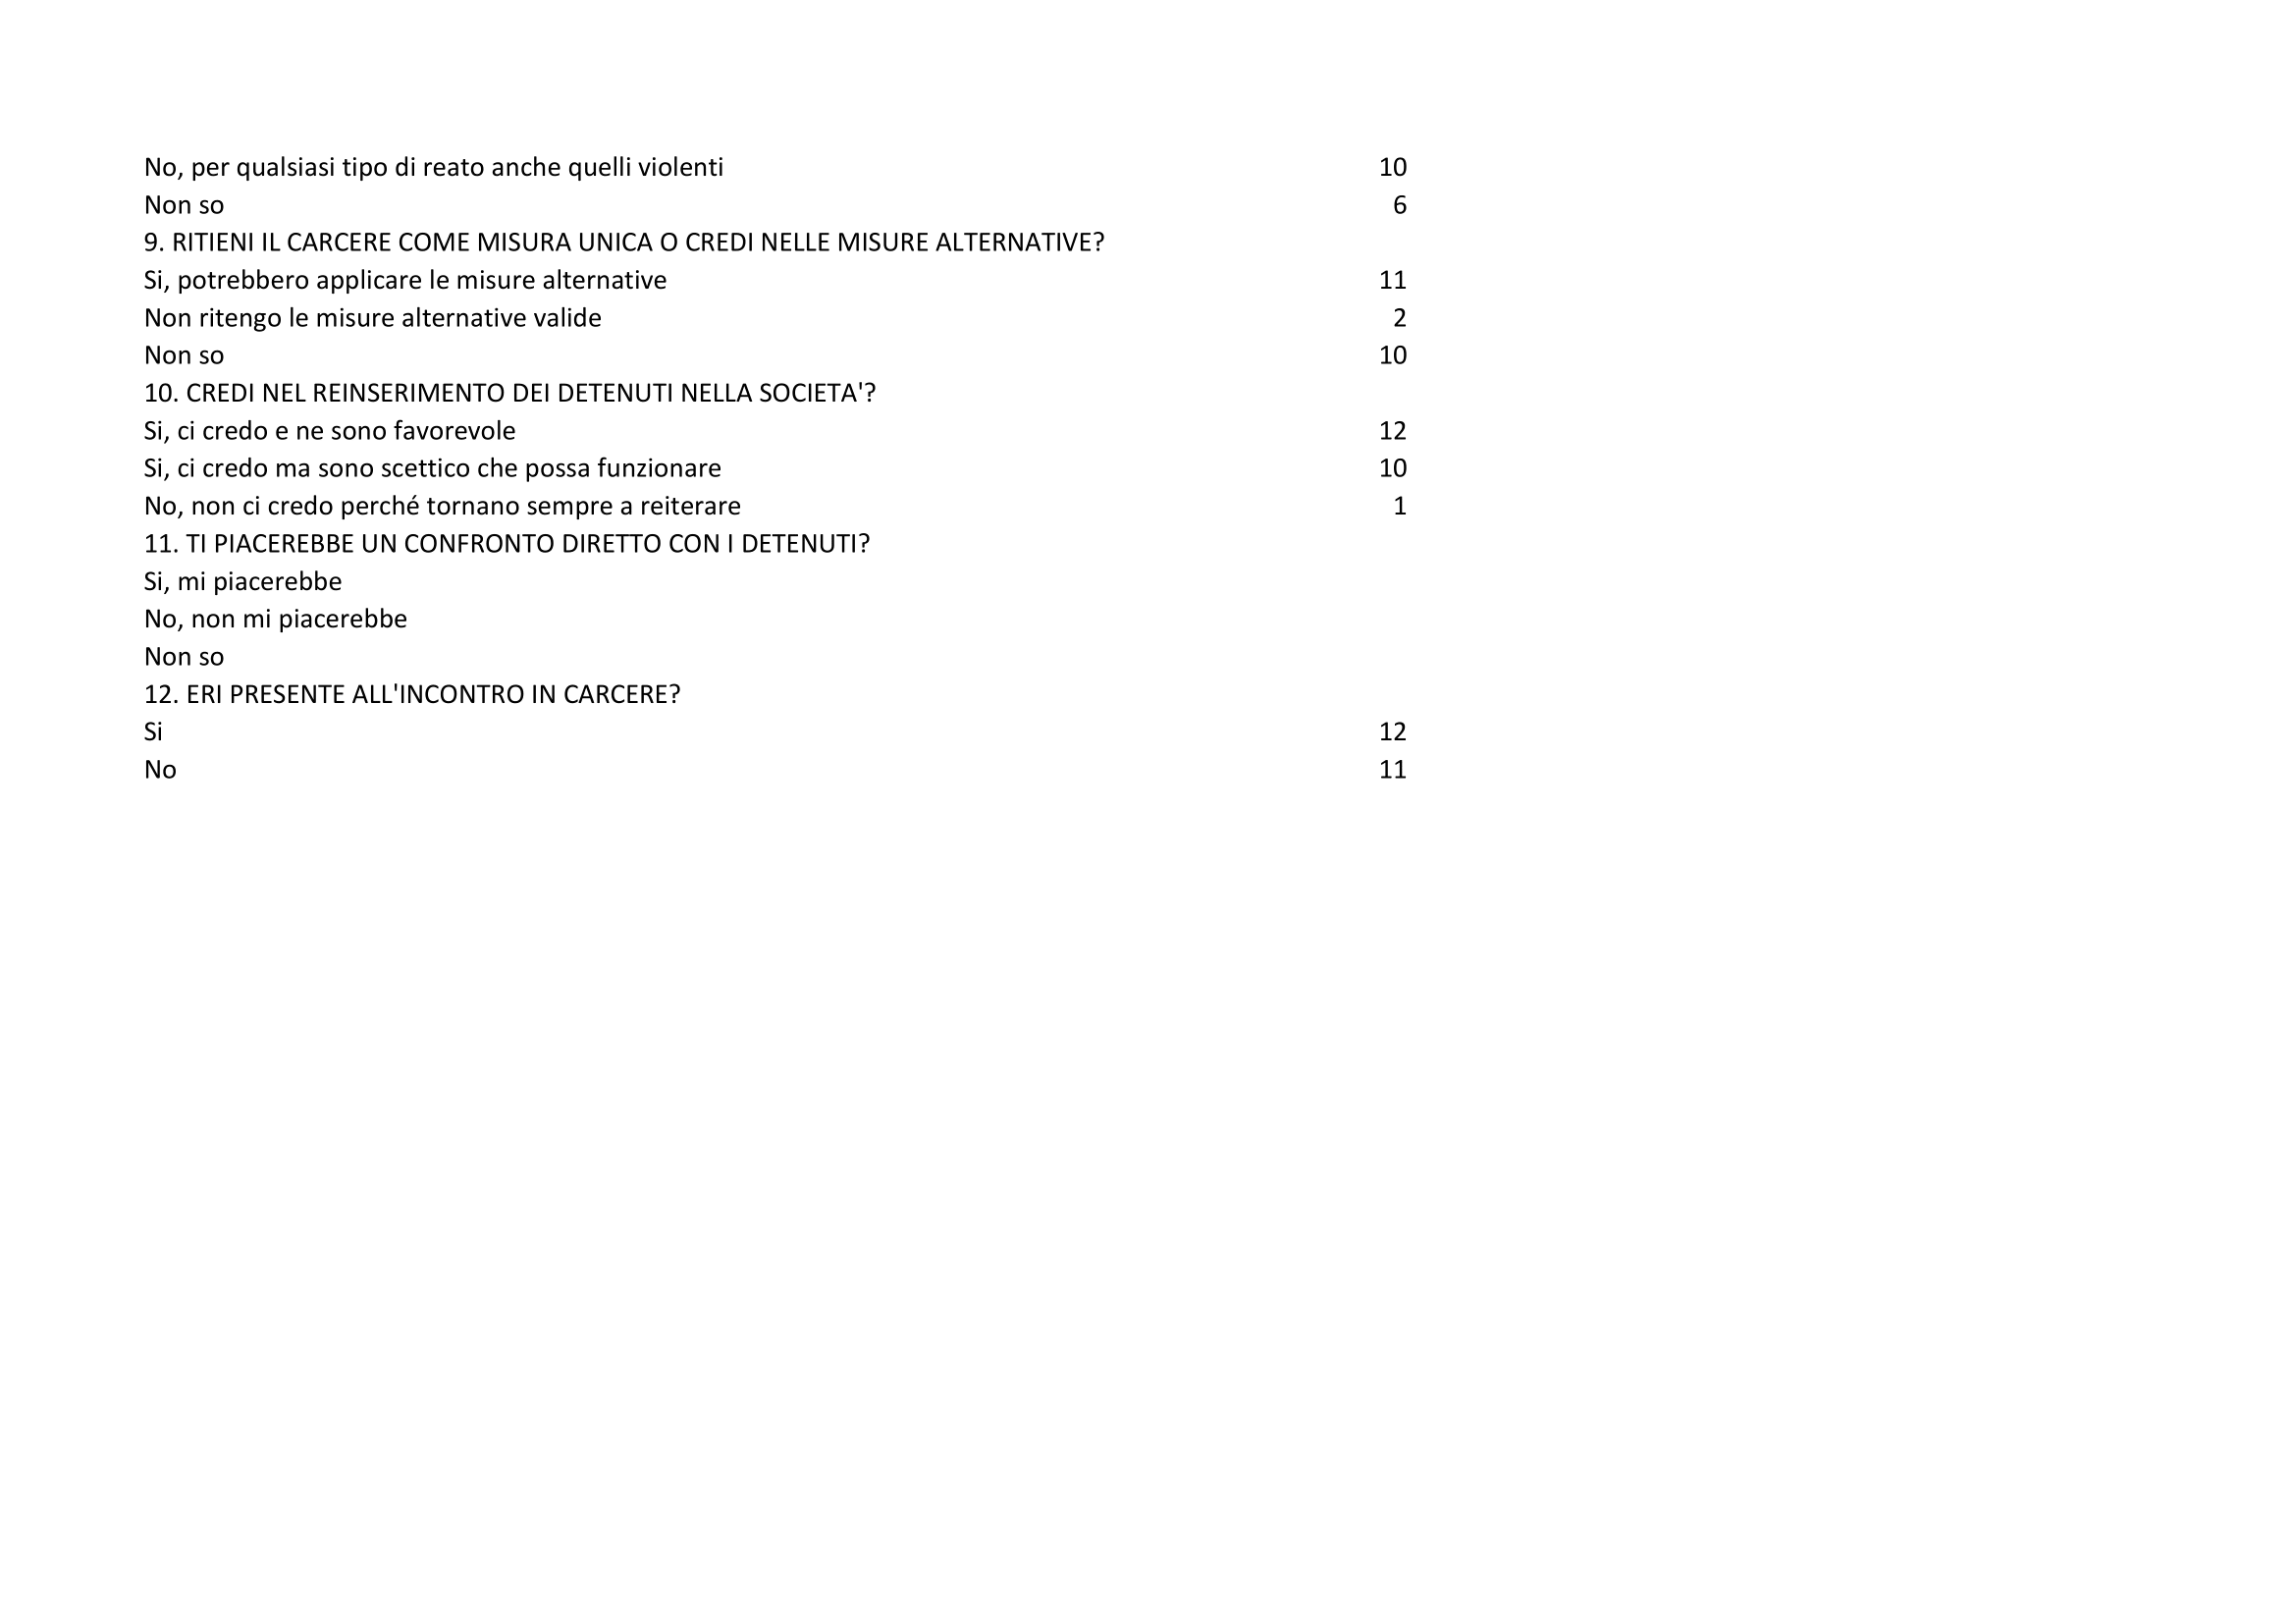 No, per qualsiasi tipo di reato anche quelli violenti 10
Non so 6
9. RITIENI IL CARCERE COME MISURA UNICA O CREDI NELLE MISURE ALTERNATIVE?
Si, potrebbero applicare le misure alternative 11
Non ritengo le misure alternative valide 2
Non so 10
10. CREDI NEL REINSERIMENTO DEI DETENUTI NELLA SOCIETA'?
Si, ci credo e ne sono favorevole 12
Si, ci credo ma sono scettico che possa funzionare 10
No, non ci credo perché tornano sempre a reiterare 1
11. TI PIACEREBBE UN CONFRONTO DIRETTO CON I DETENUTI?
Si, mi piacerebbe
No, non mi piacerebbe
Non so
12. ERI PRESENTE ALL'INCONTRO IN CARCERE?
Si 12
No 11